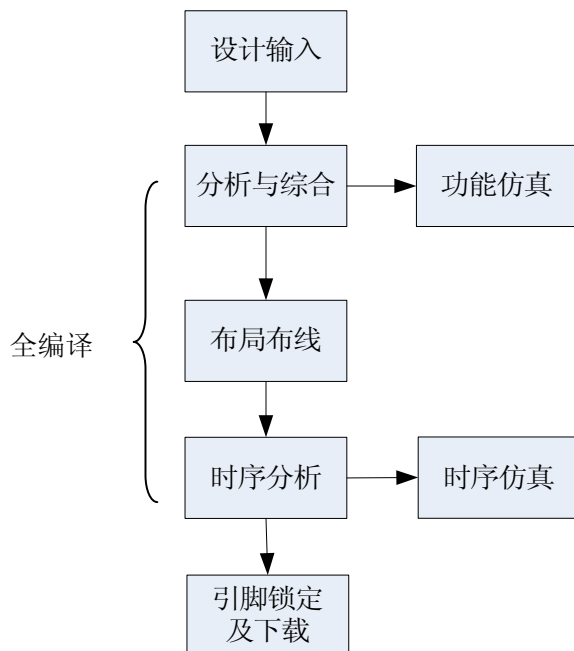 设计输入
分析与综合
功能仿真
全编译
布局布线
时序分析
时序仿真
引脚锁定
及下载